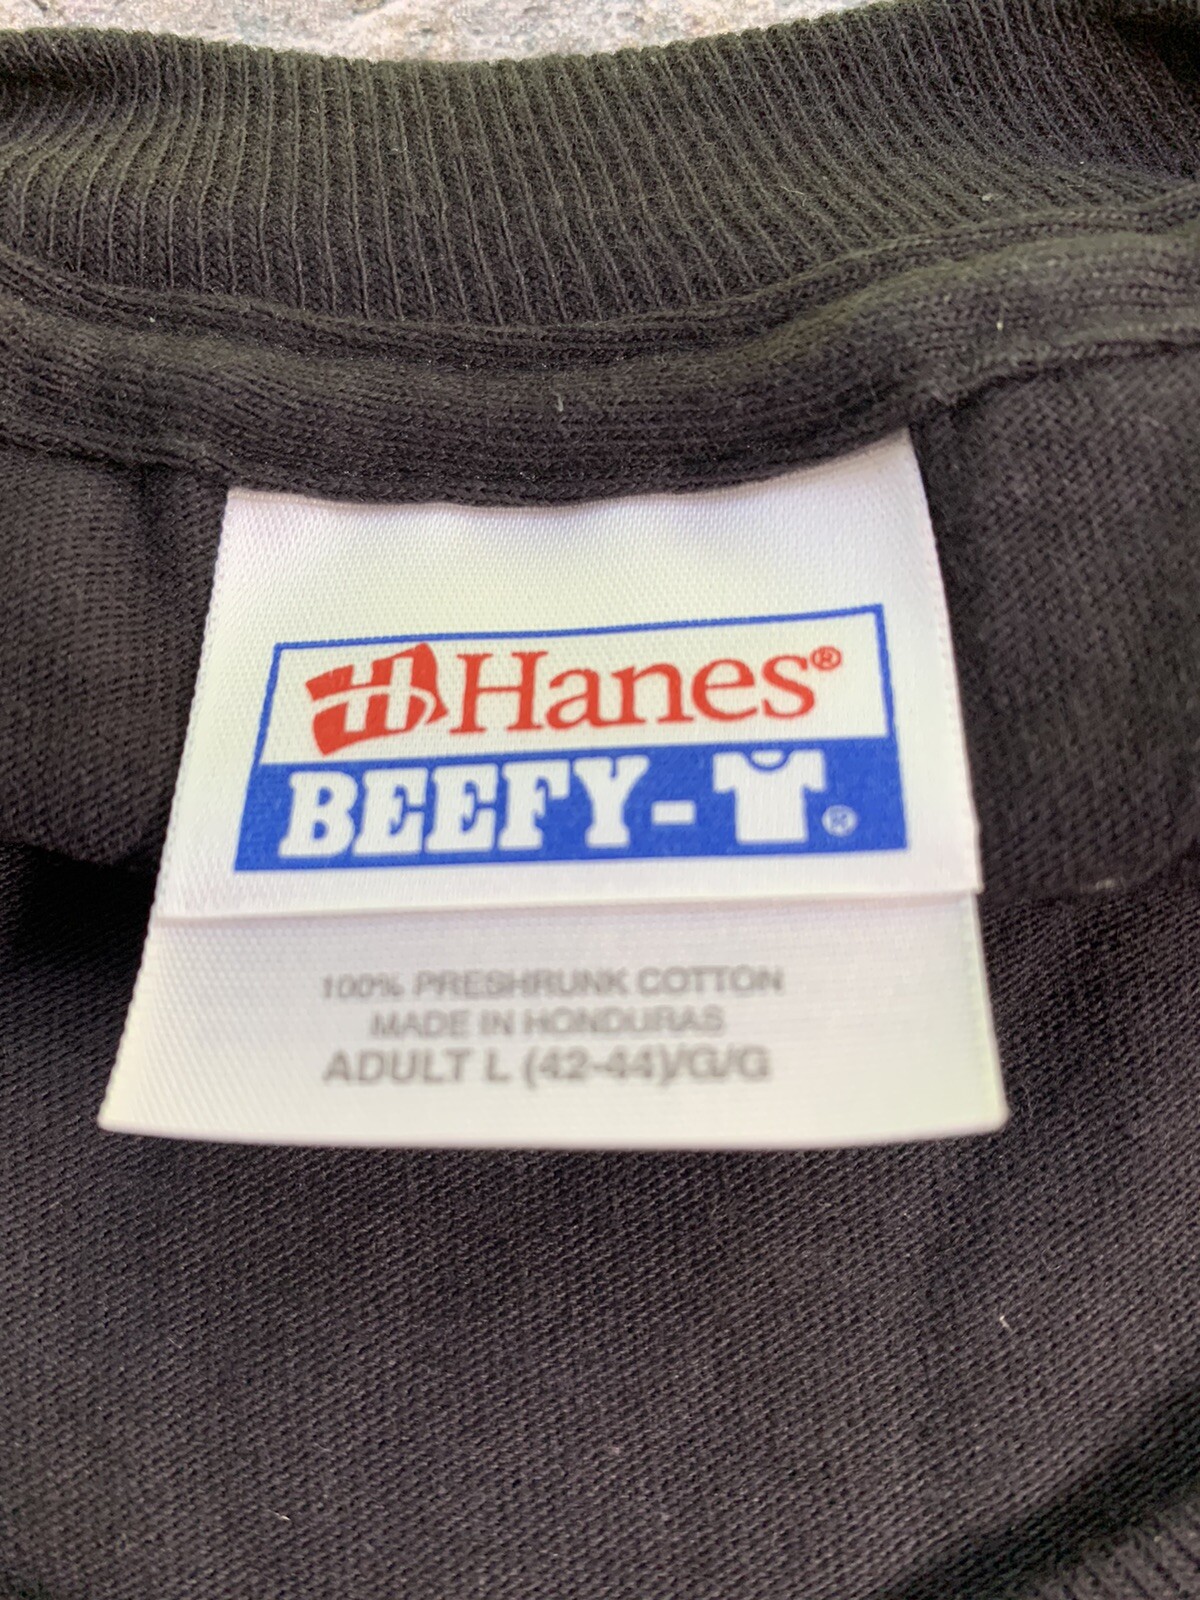 Hanes®
BEEFY-T®
100% PRESHRUNK COTTON
MADE IN HONDURAS
ADULT L (42-44)/G/G